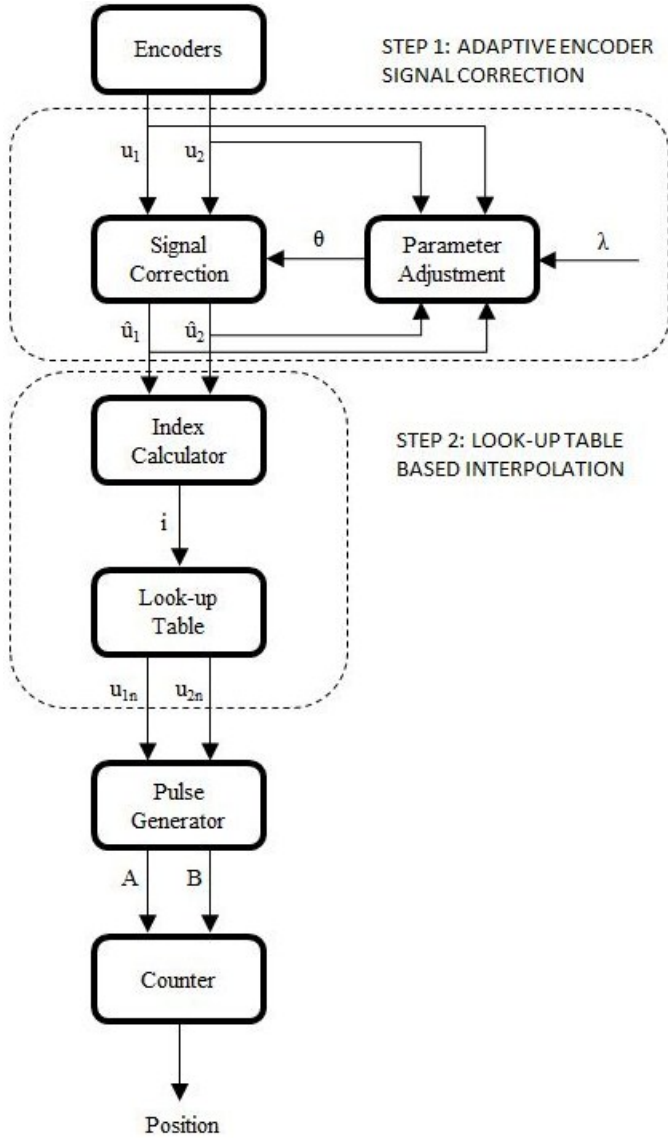 Encoders
STEP 1: ADAPTIVE ENCODER
SIGNAL CORRECTION
u₁
u₂
Signal
Correction
θ
Parameter
Adjustment
λ
û₁
û₂
Index
Calculator
STEP 2: LOOK-UP TABLE
BASED INTERPOLATION
i
Look-up
Table
u₁ₙ
u₂ₙ
Pulse
Generator
A
B
Counter
Position